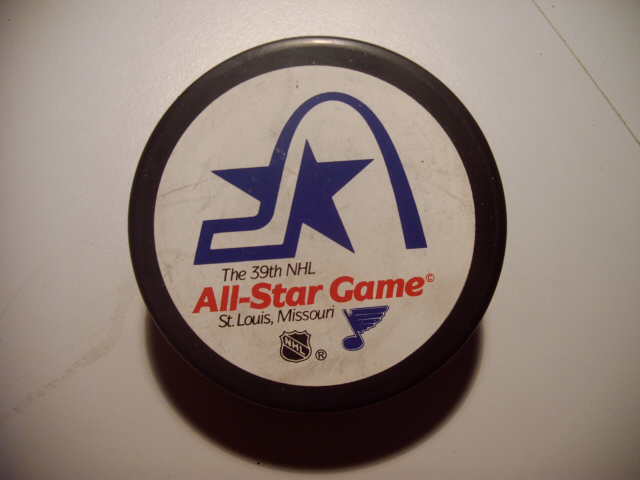 The 39th NHL
All-Star Game©
St. Louis, Missouri
NHL ®